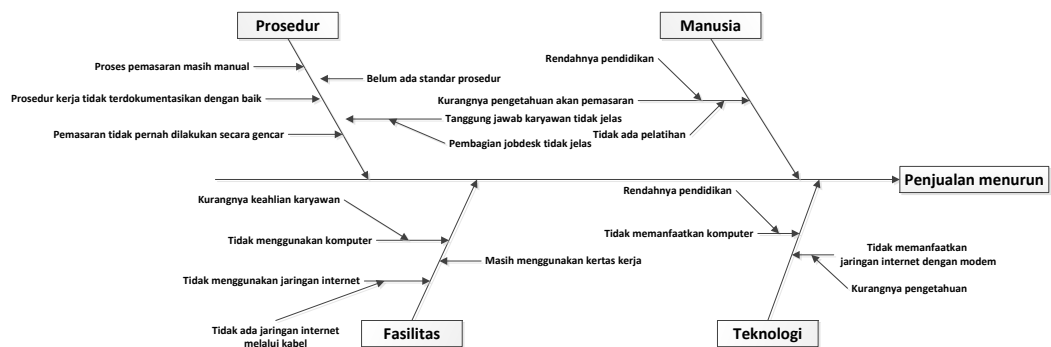 Prosedur
Manusia
Proses pemasaran masih manual
Belum ada standar prosedur
Prosedur kerja tidak terdokumentasikan dengan baik
Tanggung jawab karyawan tidak jelas
Pemasaran tidak pernah dilakukan secara gencar
Pembagian jobdesk tidak jelas
Rendahnya pendidikan
Kurangnya pengetahuan akan pemasaran
Tidak ada pelatihan
Penjualan menurun
Kurangnya keahlian karyawan
Tidak menggunakan komputer
Masih menggunakan kertas kerja
Tidak menggunakan jaringan internet
Tidak ada jaringan internet
melalui kabel
Rendahnya pendidikan
Tidak memanfaatkan komputer
Tidak memanfaatkan
jaringan internet dengan modem
Kurangnya pengetahuan
Fasilitas
Teknologi